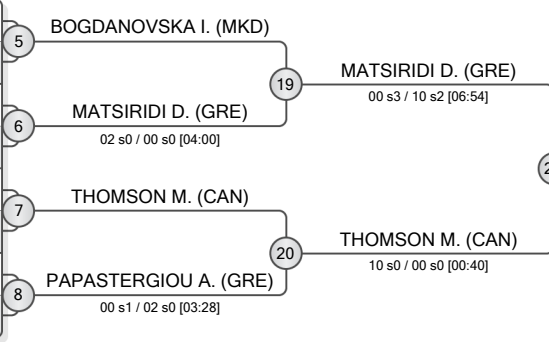 BOGDANOVSKA I. (MKD)
5
19
MATSIRIDI D. (GRE)
00 s3 / 10 s2 [06:54]
6
MATSIRIDI D. (GRE)
02 s0 / 00 s0 [04:00]
THOMSON M. (CAN)
7
20
THOMSON M. (CAN)
10 s0 / 00 s0 [00:40]
8
PAPASTERGIOU A. (GRE)
00 s1 / 02 s0 [03:28]